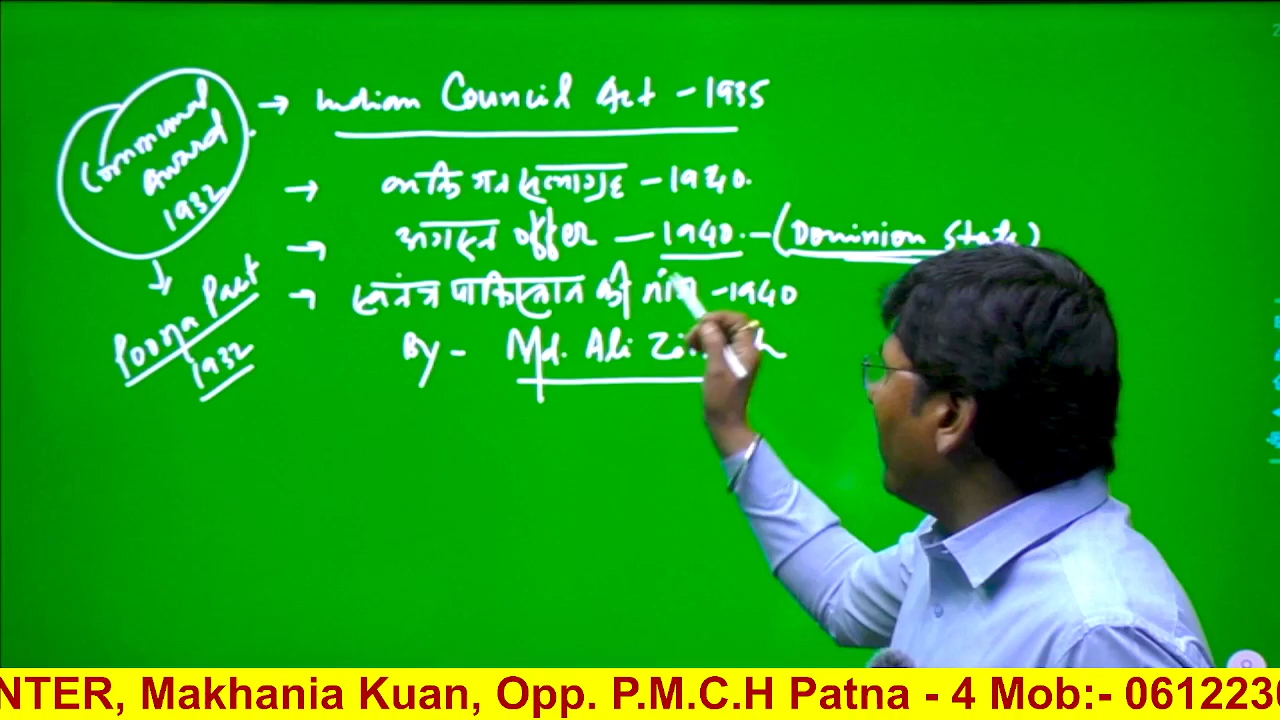 Communal
Award
1932
Poona Pact
1932
→ Indian Council Act - 1935
→ व्यक्तिगत सत्याग्रह - 1940.
→ अगस्त offer - 1940. - (Dominion State)
→ स्वतंत्र पाकिस्तान की मांग - 1940
By - Md. Ali
NTER, Makhania Kuan, Opp. P.M.C.H Patna - 4 Mob:- 061223